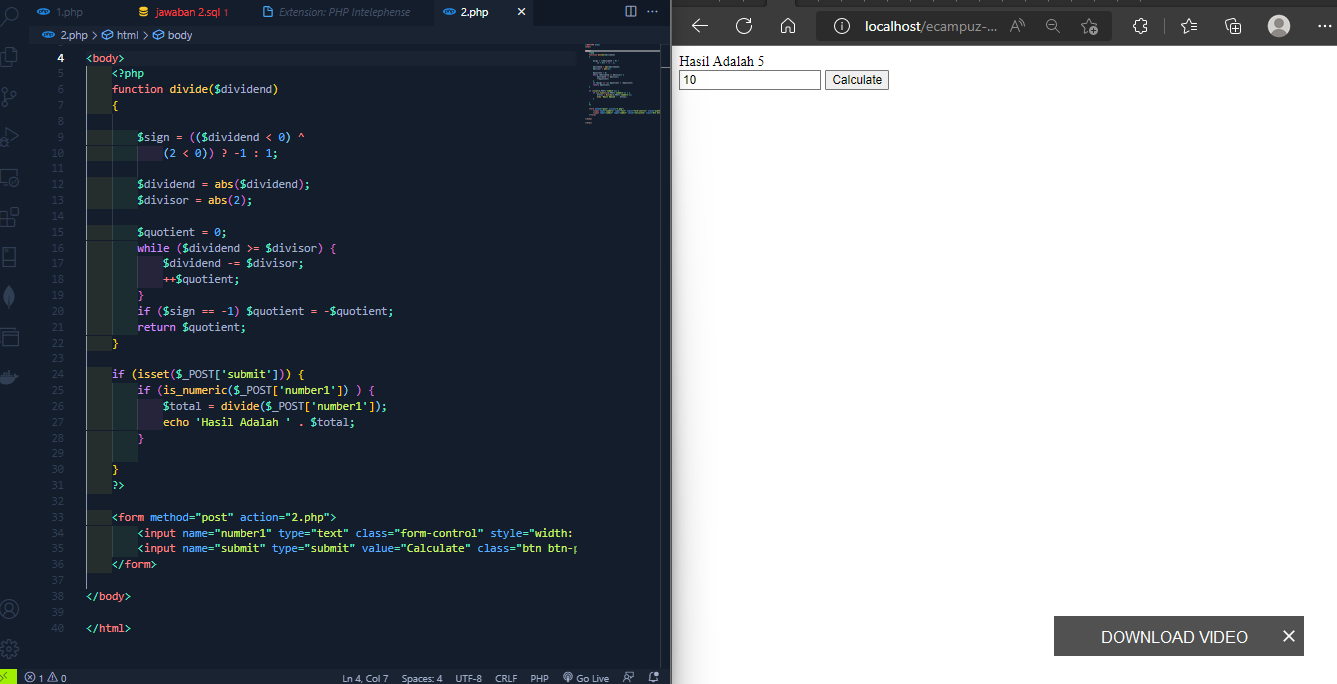 1.php
jawaban 2.sql 1
Extension: PHP Intelephense
2.php
2.php > html > body
4 <body>
5 <?php
6 function divide($dividend)
7 {
8
9 $sign = (($dividend < 0) ^
10 (2 < 0)) ? -1 : 1;
11
12 $dividend = abs($dividend);
13 $divisor = abs(2);
14
15 $quotient = 0;
16 while ($dividend >= $divisor) {
17 $dividend -= $divisor;
18 ++$quotient;
19 }
20 if ($sign == -1) $quotient = -$quotient;
21 return $quotient;
22 }
23
24 if (isset($_POST['submit'])) {
25 if (is_numeric($_POST['number1']) ) {
26 $total = divide($_POST['number1']);
27 echo 'Hasil Adalah ' . $total;
28 }
29
30 }
31 ?>
32
33 <form method="post" action="2.php">
34 <input name="number1" type="text" class="form-control" style="width:
35 <input name="submit" type="submit" value="Calculate" class="btn btn-p
36 </form>
37
38 </body>
39
40 </html>
1 0
Ln 4, Col 7 Spaces: 4 UTF-8 CRLF PHP Go Live
localhost/ecampuz-...
Hasil Adalah 5
10 Calculate
DOWNLOAD VIDEO